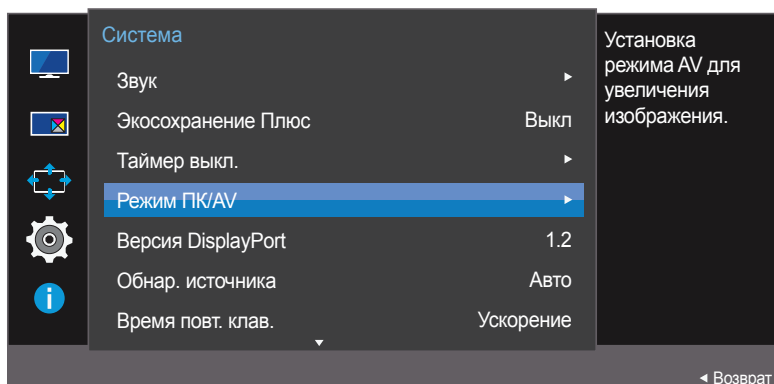 Система
Звук
Экосохранение Плюс Выкл
Таймер выкл.
Режим ПК/AV
Версия DisplayPort 1.2
Обнар. источника Авто
Время повт. клав. Ускорение
Установка
режима AV для
увеличения
изображения.
Возврат